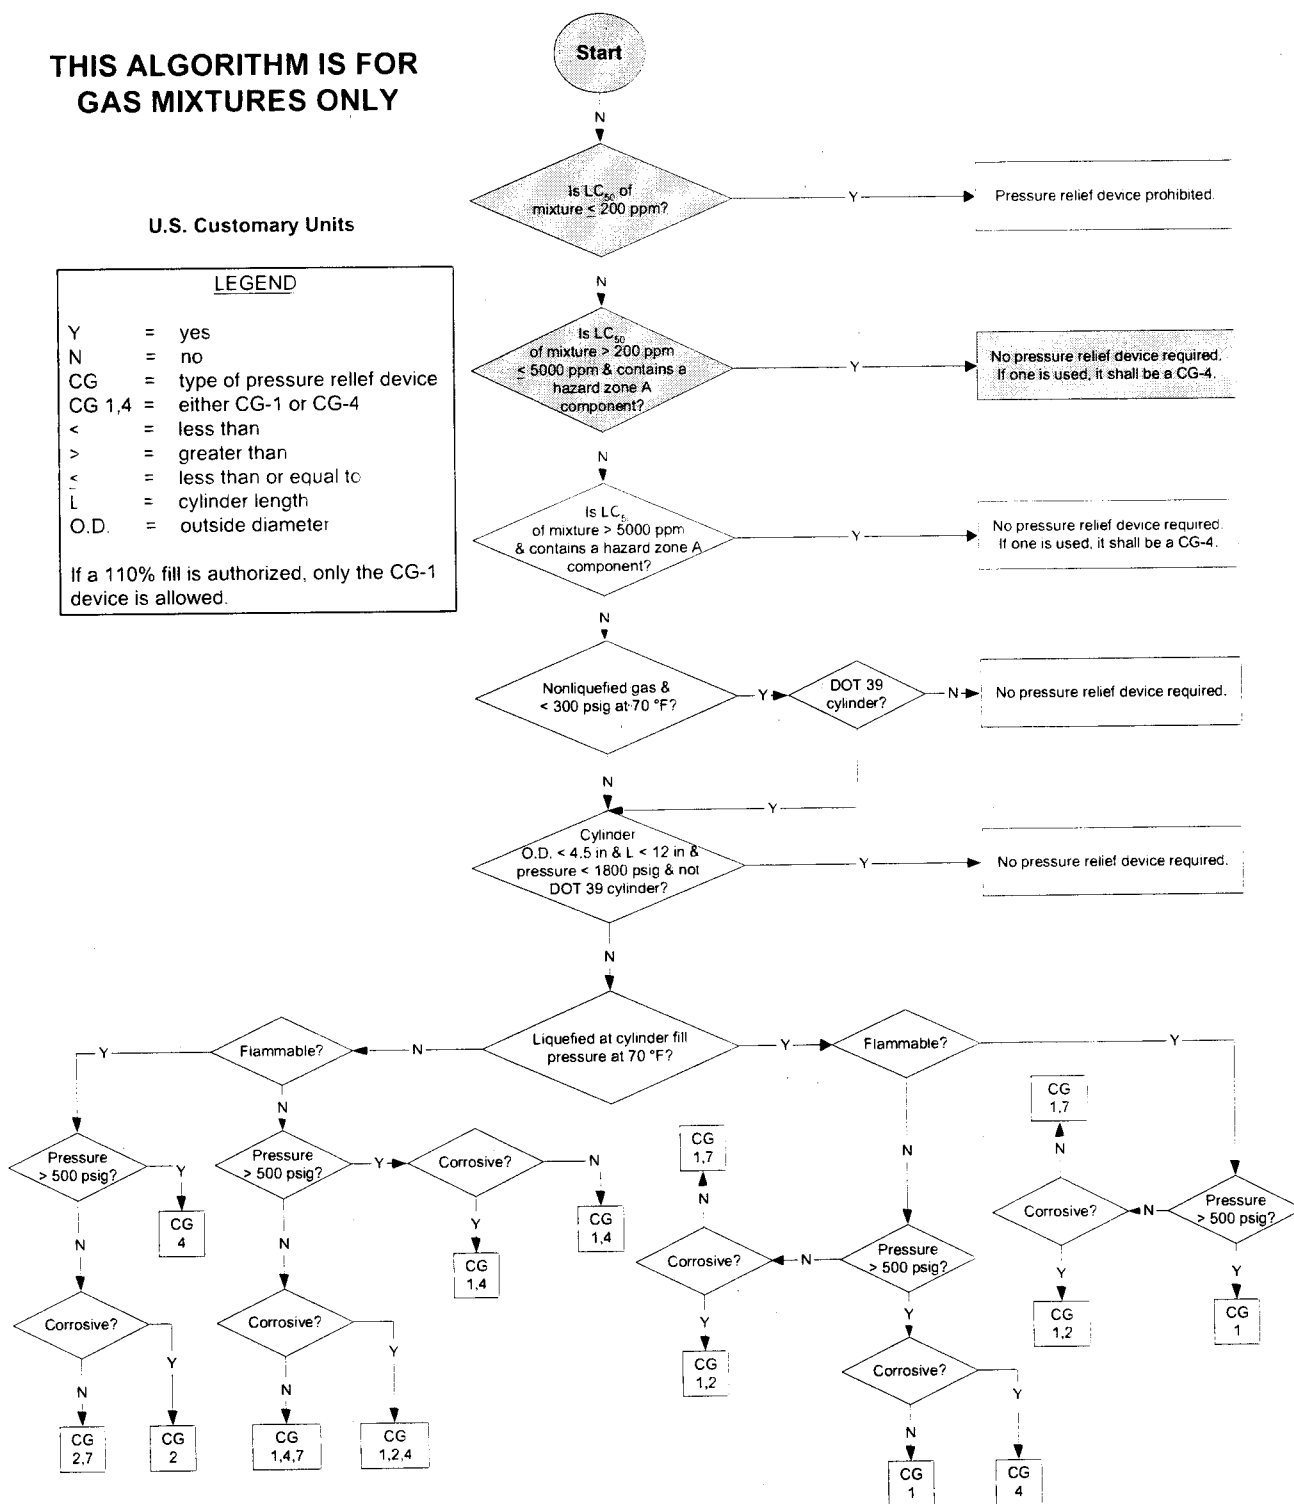 THIS ALGORITHM IS FOR
GAS MIXTURES ONLY
Start
N
Is LC50 of
mixture ≤ 200 ppm?
Y
Pressure relief device prohibited.
U.S. Customary Units
LEGEND
Y = yes
N = no
CG = type of pressure relief device
CG 1,4 = either CG-1 or CG-4
< = less than
> = greater than
≤ = less than or equal to
L = cylinder length
O.D. = outside diameter
If a 110% fill is authorized, only the CG-1
device is allowed.
N
Is LC50
of mixture > 200 ppm
≤ 5000 ppm & contains a
hazard zone A
component?
Y
No pressure relief device required.
If one is used, it shall be a CG-4.
N
Is LC5
of mixture > 5000 ppm
& contains a hazard zone A
component?
Y
No pressure relief device required.
If one is used, it shall be a CG-4.
N
Nonliquefied gas &
< 300 psig at 70 °F?
Y
DOT 39
cylinder?
N
No pressure relief device required.
N
Y
Cylinder
O.D. < 4.5 in & L < 12 in &
pressure < 1800 psig & not
DOT 39 cylinder?
Y
No pressure relief device required.
N
Liquefied at cylinder fill
pressure at 70 °F?
N
Flammable?
Y
Y
Flammable?
Y
N
Pressure
> 500 psig?
Y
CG
4
N
Corrosive?
N
CG
2,7
Y
CG
2
Pressure
> 500 psig?
Y
Corrosive?
N
CG
1,4
Y
CG
1,4
N
Corrosive?
N
CG
1,4,7
Y
CG
1,2,4
N
Pressure
> 500 psig?
N
Corrosive?
N
CG
1,7
Y
CG
1,2
Y
Corrosive?
N
CG
1
Y
CG
4
Pressure
> 500 psig?
N
Corrosive?
N
CG
1,7
Y
CG
1,2
Y
CG
1